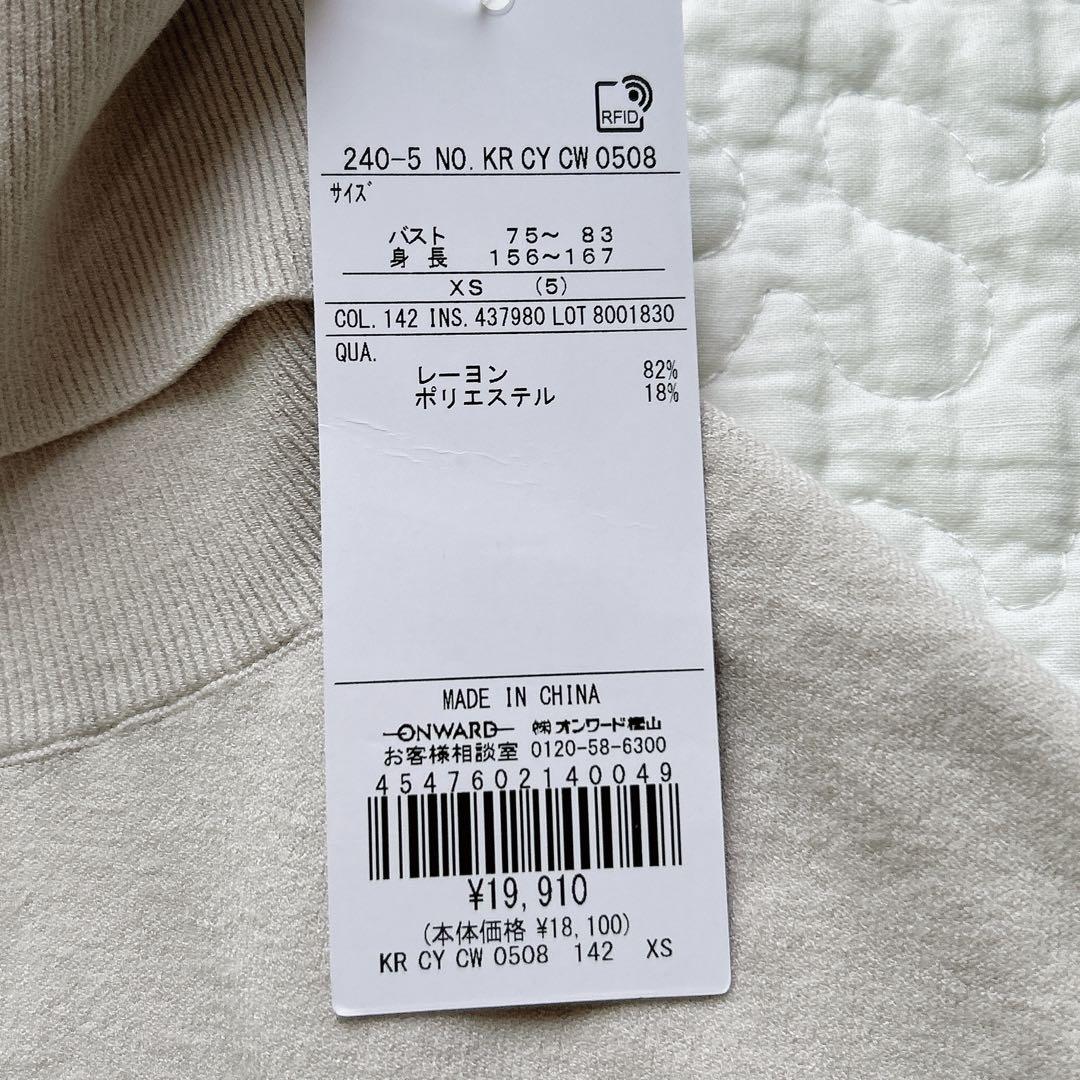 RFID
240-5 NO. KR CY CW 0508
サイズ
バスト 75～ 83
身長 156～167
XS (5)
COL. 142 INS. 437980 LOT 8001830
QUA.
レーヨン 82%
ポリエステル 18%
MADE IN CHINA
ONWARD ㈱オンワード樫山
お客様相談室 0120-58-6300
4547602140049
¥19,910
(本体価格 ¥18,100)
KR CY CW 0508 142 XS